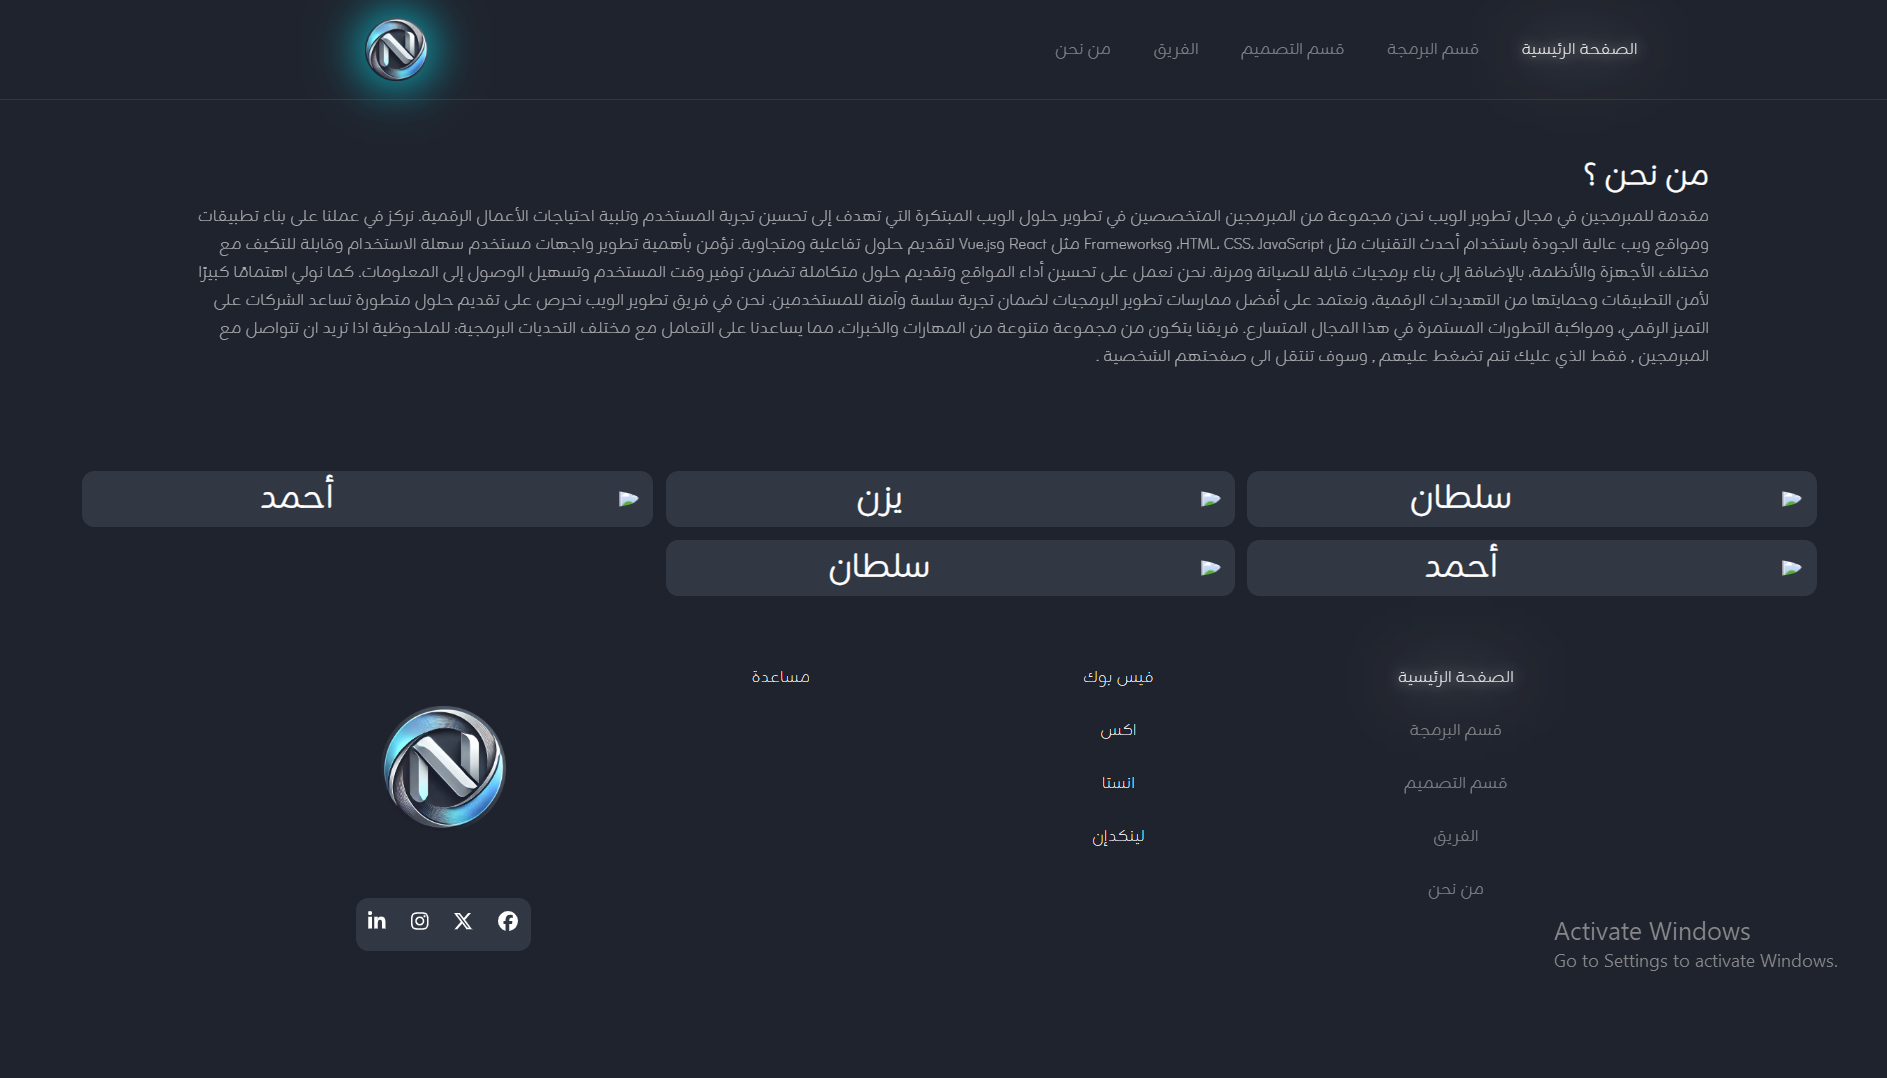 الصفحة الرئيسية
قسم البرمجة
قسم التصميم
الفريق
من نحن
من نحن ؟
مقدمة للمبرمجين في مجال تطوير الويب نحن مجموعة من المبرمجين المتخصصين في تطوير حلول الويب المبتكرة التي تهدف إلى تحسين تجربة المستخدم وتلبية احتياجات الأعمال الرقمية. نركز في عملنا على بناء تطبيقات
ومواقع ويب عالية الجودة باستخدام أحدث التقنيات مثل HTML، CSS، JavaScript، وFrameworks مثل React وVue.js لتقديم حلول تفاعلية ومتجاوبة. نؤمن بأهمية تطوير واجهات مستخدم سهلة الاستخدام وقابلة للتكيف مع
مختلف الأجهزة والأنظمة، بالإضافة إلى بناء برمجيات قابلة للصيانة ومرنة. نحن نعمل على تحسين أداء المواقع وتقديم حلول متكاملة تضمن توفير وقت المستخدم وتسهيل الوصول إلى المعلومات. كما نولي اهتمامًا كبيرًا
لأمن التطبيقات وحمايتها من التهديدات الرقمية، ونعتمد على أفضل ممارسات تطوير البرمجيات لضمان تجربة سلسة وآمنة للمستخدمين. نحن في فريق تطوير الويب نحرص على تقديم حلول متطورة تساعد الشركات على
التميز الرقمي، ومواكبة التطورات المستمرة في هذا المجال المتسارع. فريقنا يتكون من مجموعة متنوعة من المهارات والخبرات، مما يساعدنا على التعامل مع مختلف التحديات البرمجية: للملحوظية اذا تريد ان تتواصل مع
المبرمجين , فقط الذي عليك تنم تضغط عليهم , وسوف تنتقل الى صفحتهم الشخصية .
سلطان
يزن
أحمد
أحمد
سلطان
الصفحة الرئيسية
قسم البرمجة
قسم التصميم
الفريق
من نحن
فيس بوك
اكس
انستا
لينكدإن
مساعدة
Activate Windows
Go to Settings to activate Windows.